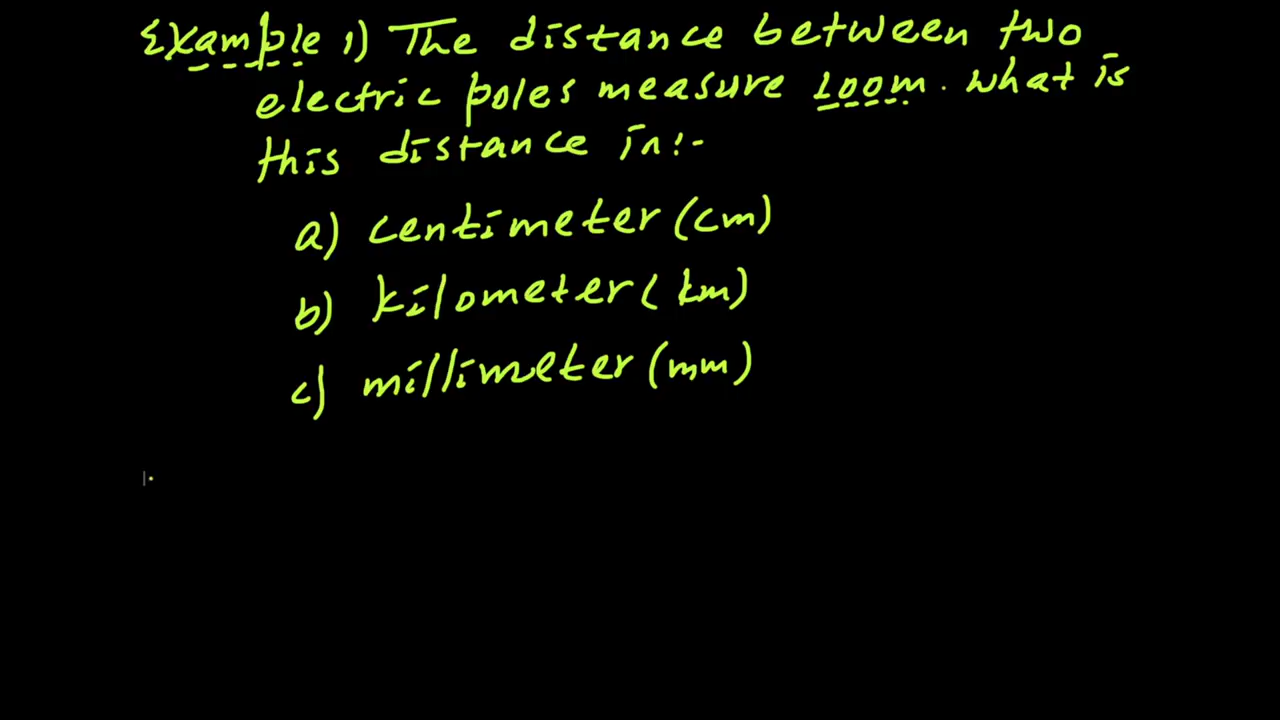 Example 1) The distance between two
electric poles measure 100m. what is
this distance in:-
a) centimeter (cm)
b) kilometer (km)
c) millimeter (mm)